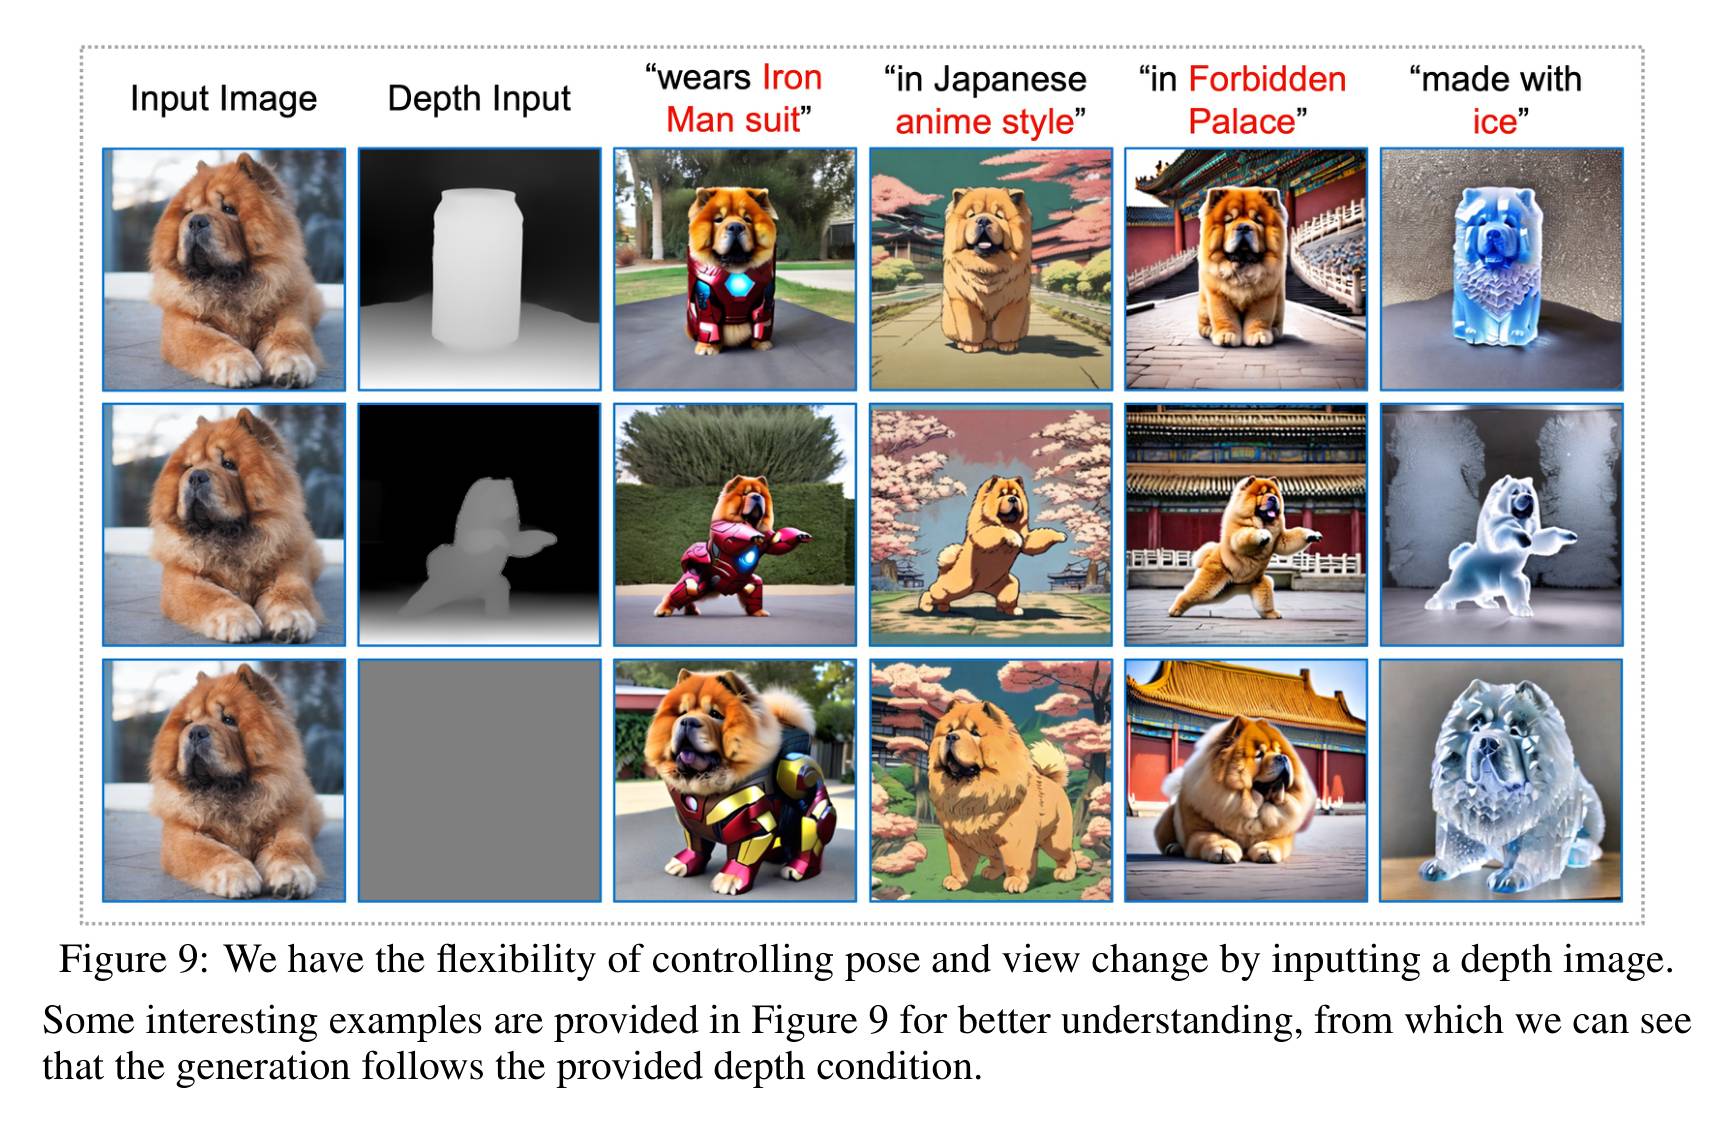 Input Image
Depth Input
“wears Iron
Man suit”
“in Japanese
anime style”
“in Forbidden
Palace”
“made with
ice”
Figure 9: We have the flexibility of controlling pose and view change by inputting a depth image.
Some interesting examples are provided in Figure 9 for better understanding, from which we can see
that the generation follows the provided depth condition.